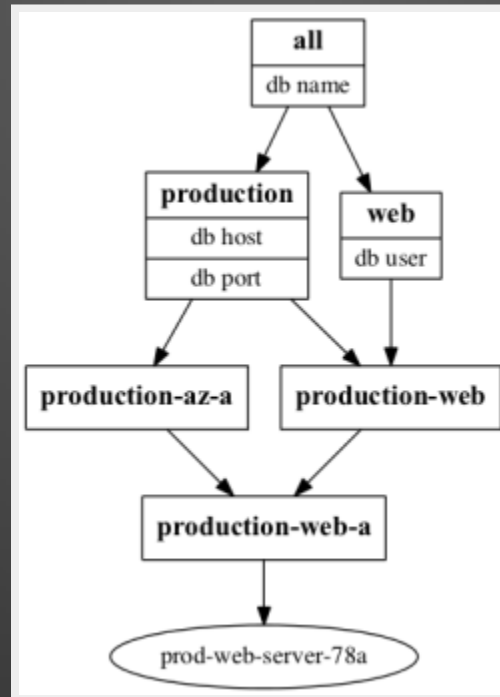 all
db name
production
db host
db port
web
db user
production-az-a
production-web
production-web-a
prod-web-server-78a